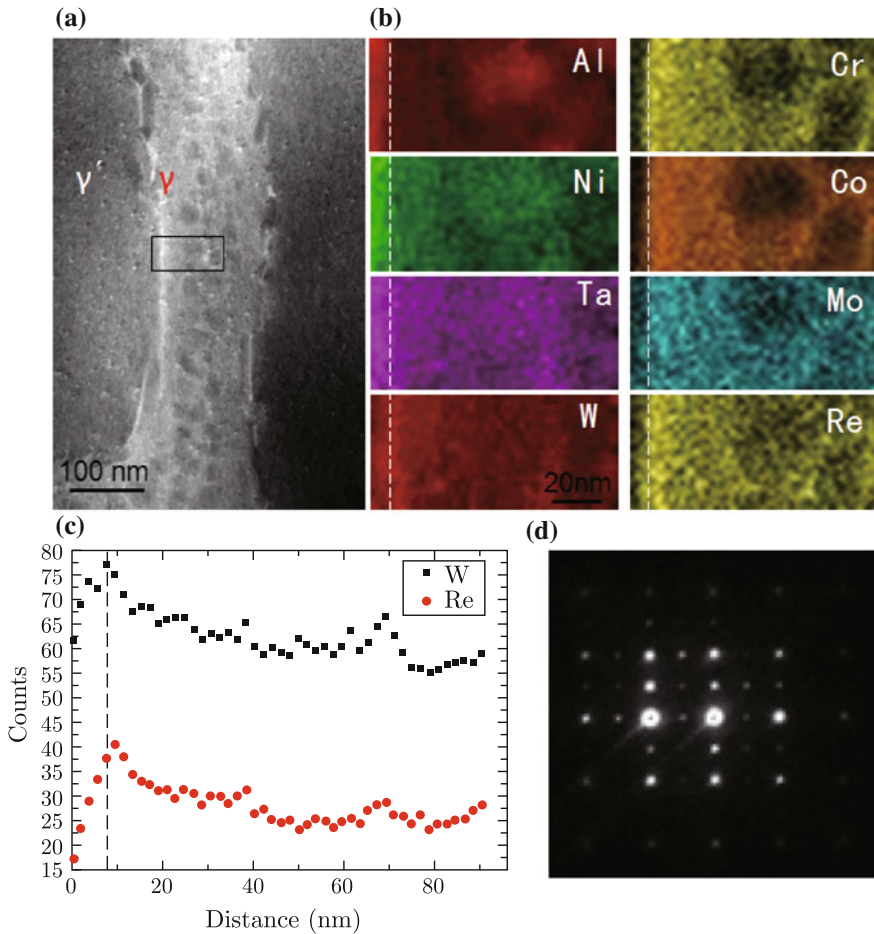 (a)
(b)
γ´
γ
100 nm
Al
Cr
Ni
Co
Ta
Mo
W
Re
20nm
(c)
(d)
80
75
70
65
60
55
50
45
40
35
30
25
20
15
Counts
W
Re
0
20
40
60
80
Distance (nm)